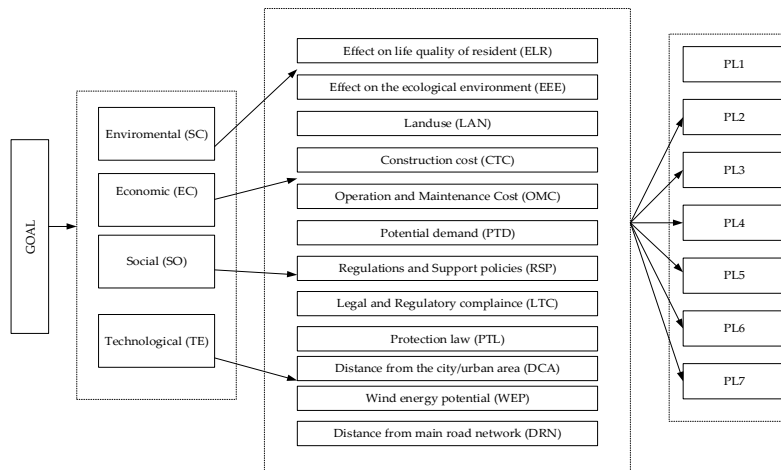 GOAL
Enviromental (SC)
Economic (EC)
Social (SO)
Technological (TE)
Effect on life quality of resident (ELR)
Effect on the ecological environment (EEE)
Landuse (LAN)
Construction cost (CTC)
Operation and Maintenance Cost (OMC)
Potential demand (PTD)
Regulations and Support policies (RSP)
Legal and Regulatory complaince (LTC)
Protection law (PTL)
Distance from the city/urban area (DCA)
Wind energy potential (WEP)
Distance from main road network (DRN)
PL1
PL2
PL3
PL4
PL5
PL6
PL7